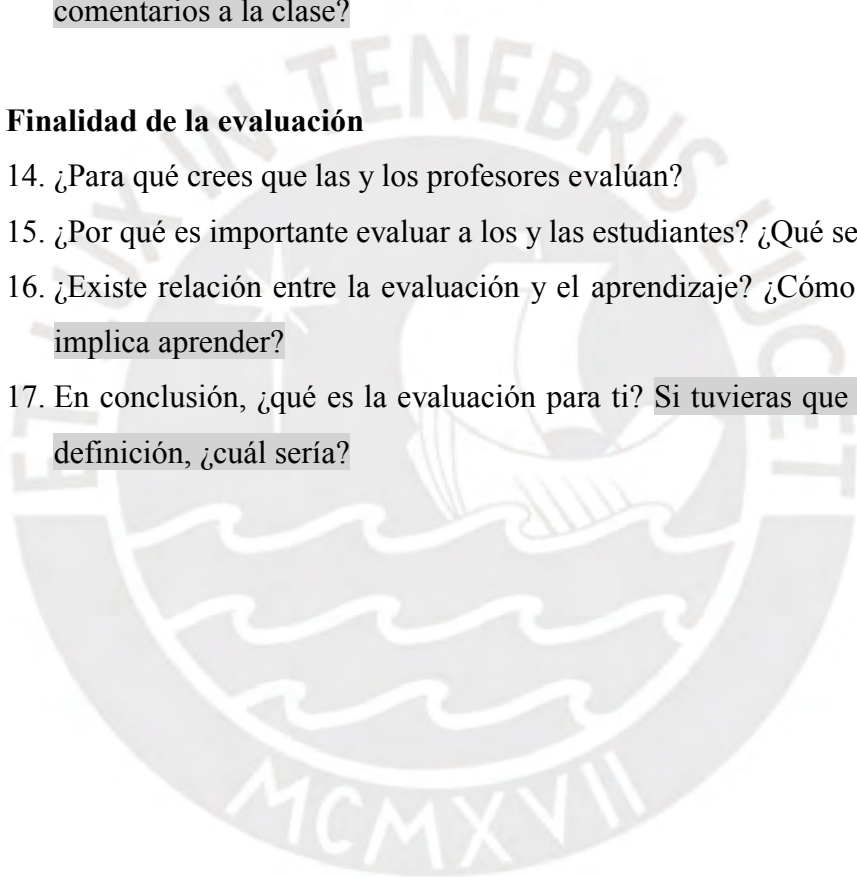 comentarios a la clase?
Finalidad de la evaluación
14. ¿Para qué crees que las y los profesores evalúan?
15. ¿Por qué es importante evaluar a los y las estudiantes? ¿Qué se
16. ¿Existe relación entre la evaluación y el aprendizaje? ¿Cómo
implica aprender?
17. En conclusión, ¿qué es la evaluación para ti? Si tuvieras que
definición, ¿cuál sería?
ET LUX IN TENEBRIS LUCET
MCMXVII